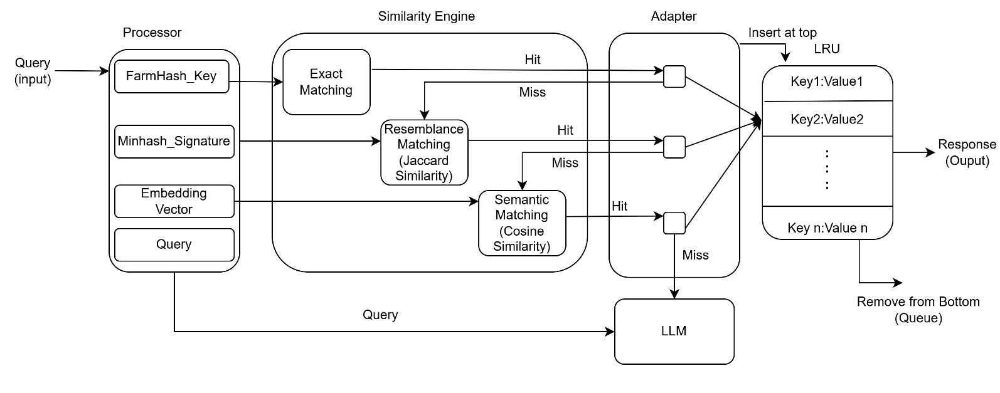 Similarity Engine
Adapter
Processor
Insert at top
LRU
Query
(input)
FarmHash_Key
Exact
Matching
Hit
Miss
Key1:Value1
Key2:Value2
Minhash_Signature
Resemblance
Matching
(Jaccard
Similarity)
Hit
Miss
Response
(Ouput)
Embedding
Vector
Semantic
Matching
(Cosine
Similarity)
Hit
Miss
Key n:Value n
Query
Remove from Bottom
(Queue)
Query
LLM